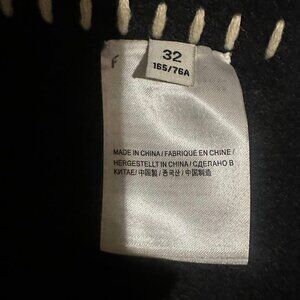 32
165/76A
MADE IN CHINA / FABRIQUÉ EN CHINE /
HERGESTELLT IN CHINA / СДЕЛАНО В
КИТАЕ / 中国製 / 중국산 / 中国制造